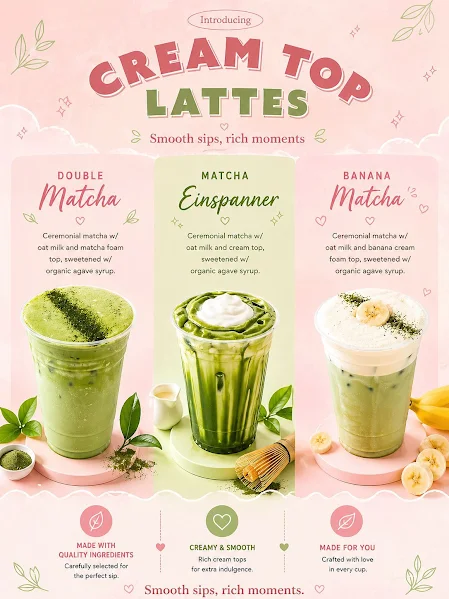 Introducing
CREAM TOP
LATTES
Smooth sips, rich moments
DOUBLE
Matcha
Ceremonial matcha w/
oat milk and matcha foam
top, sweetened w/
organic agave syrup.
MATCHA
Einspanner
Ceremonial matcha w/
oat milk and cream top,
sweetened w/
organic agave syrup.
BANANA
Matcha
Ceremonial matcha w/
oat milk and banana cream
foam top, sweetened w/
organic agave syrup.
MADE WITH
QUALITY INGREDIENTS
Carefully selected for
the perfect sip.
CREAMY & SMOOTH
Rich cream tops
for extra indulgence.
MADE FOR YOU
Crafted with love
in every cup.
Smooth sips, rich moments.